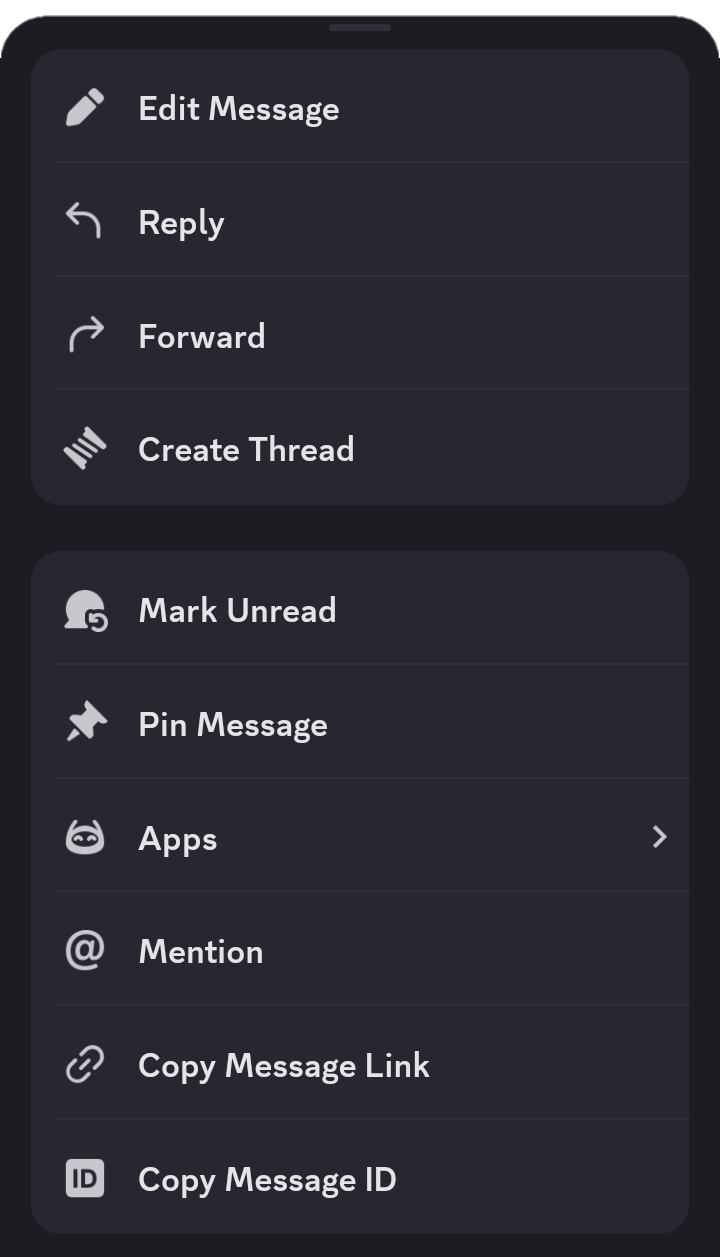 Edit Message
Reply
Forward
Create Thread
Mark Unread
Pin Message
Apps
@ Mention
Copy Message Link
ID Copy Message ID